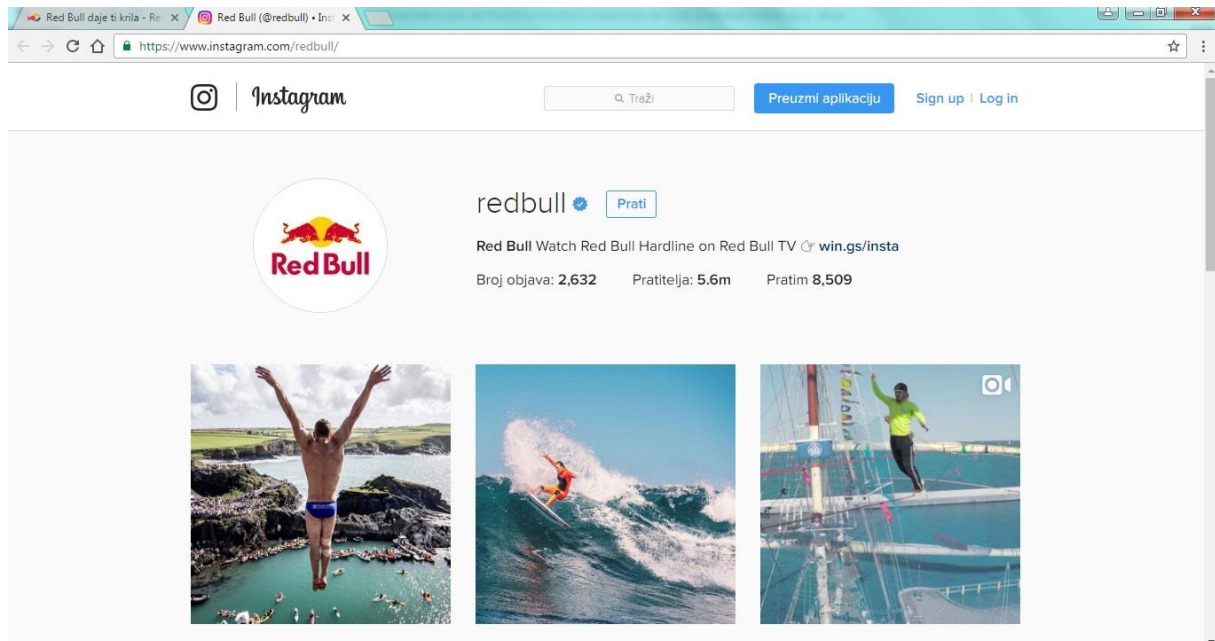 Red Bull daje ti krila - Re
Red Bull (@redbull) • Ins
https://www.instagram.com/redbull/
Instagram
Traži
Preuzmi aplikaciju
Sign up | Log in
Red Bull
redbull
Prati
Red Bull Watch Red Bull Hardline on Red Bull TV 👉 win.gs/insta
Broj objava: 2,632 Pratitelja: 5.6m Pratim 8,509